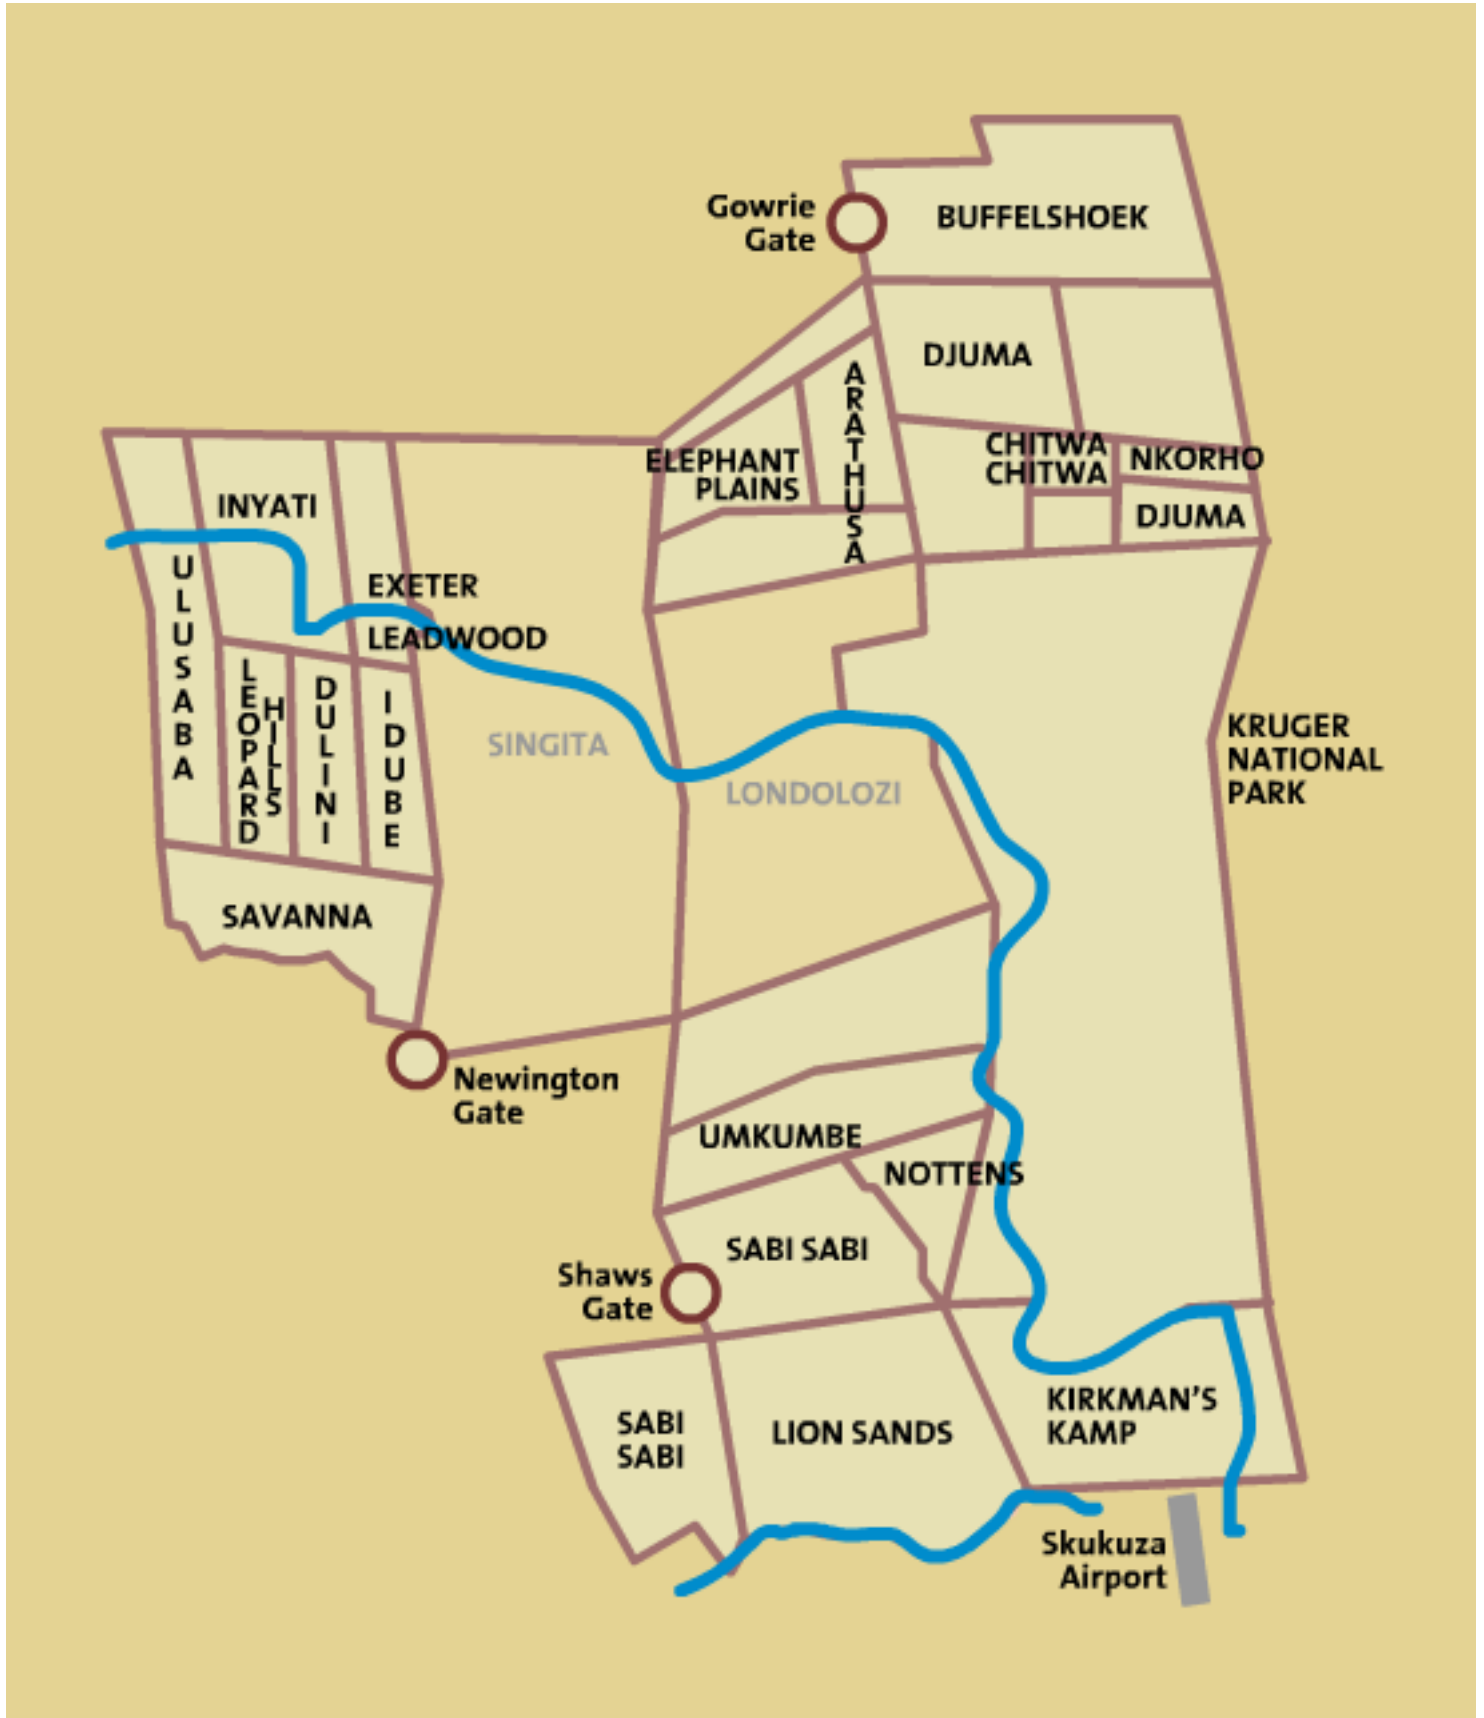 Gowrie
Gate
BUFFELSHOEK
DJUMA
ARATHUSA
ELEPHANT
PLAINS
CHITWA
CHITWA
NKORHO
DJUMA
INYATI
ULUSABA
EXETER
LEADWOOD
LEOPARD
HILLS
DULINI
IDUBE
SINGITA
LONDOLOZI
KRUGER
NATIONAL
PARK
SAVANNA
Newington
Gate
UMKUMBE
NOTTENS
SABI SABI
Shaws
Gate
SABI
SABI
LION SANDS
KIRKMAN'S
KAMP
Skukuza
Airport